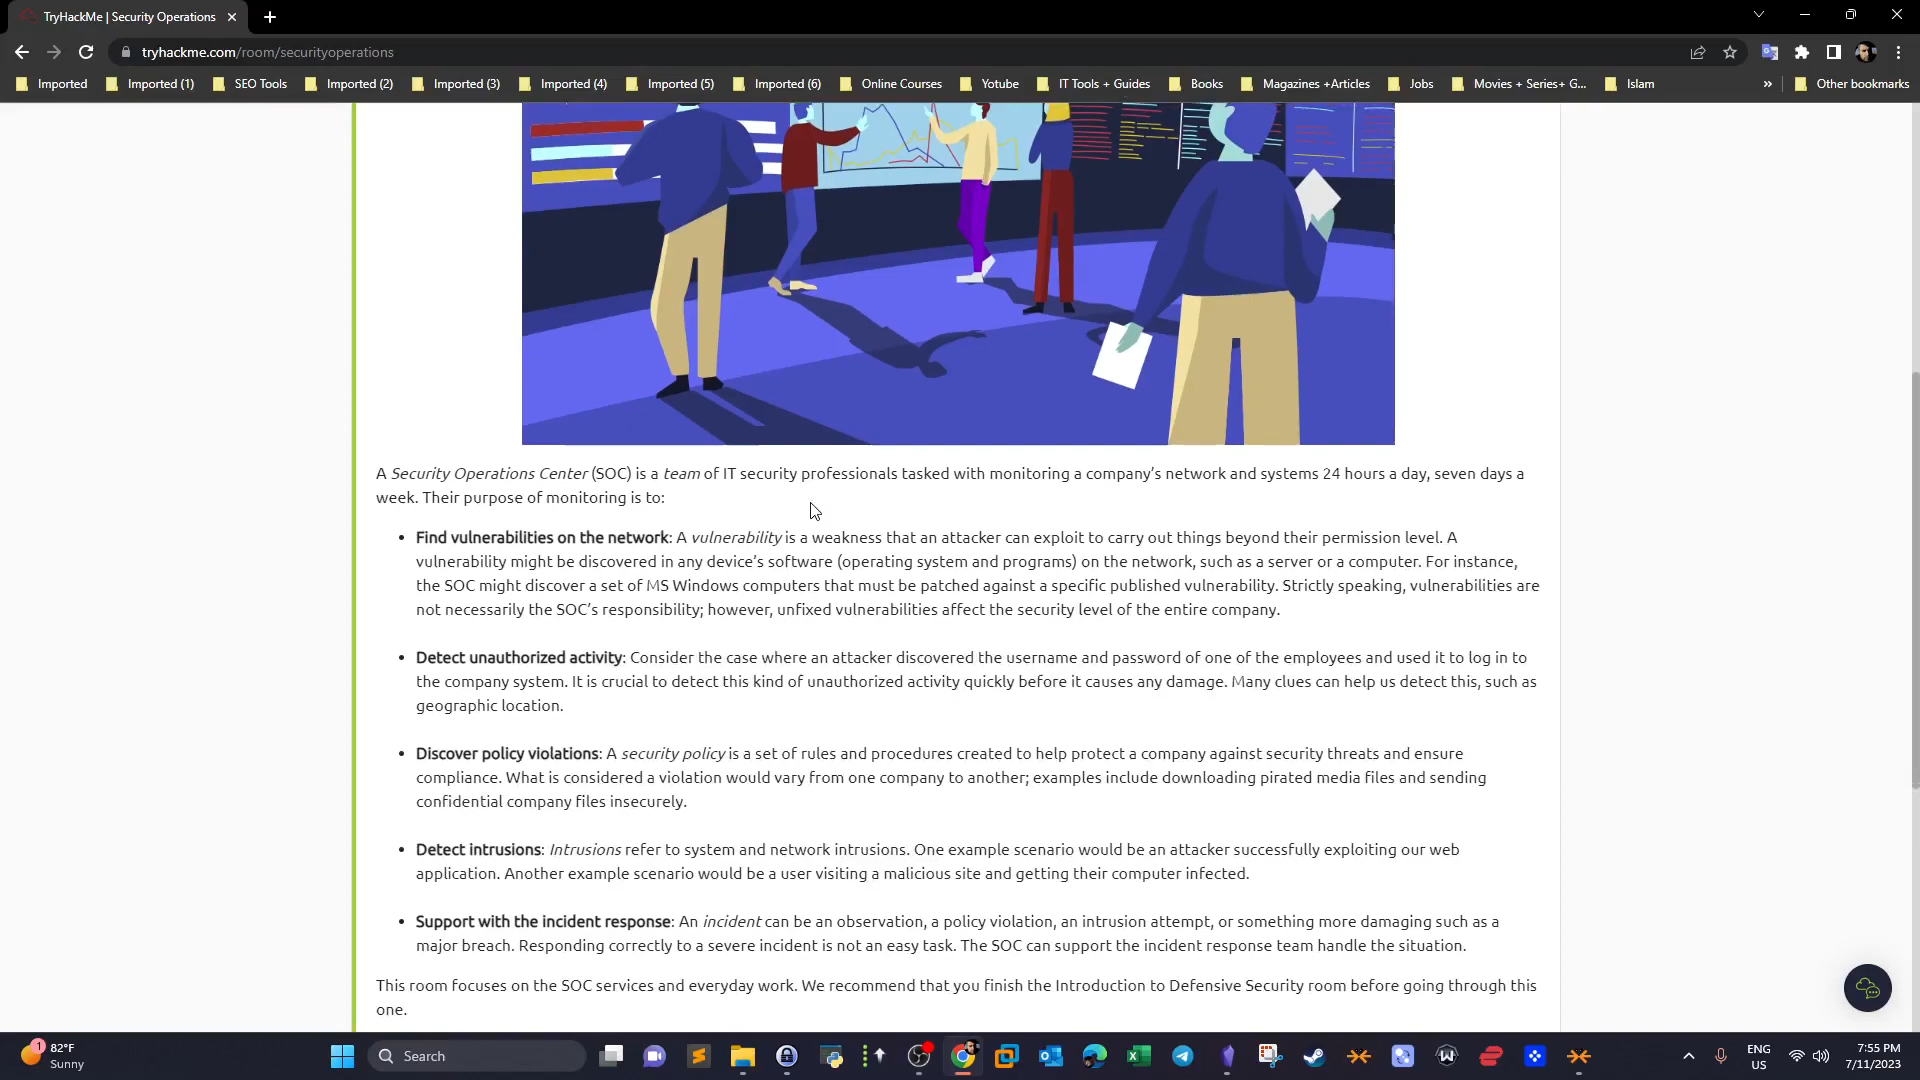 TryHackMe | Security Operations
tryhackme.com/room/securityoperations
Imported
Imported (1)
SEO Tools
Imported (2)
Imported (3)
Imported (4)
Imported (5)
Imported (6)
Online Courses
Yotube
IT Tools + Guides
Books
Magazines +Articles
Jobs
Movies + Series+ G...
Islam
»
Other bookmarks
A Security Operations Center (SOC) is a team of IT security professionals tasked with monitoring a company's network and systems 24 hours a day, seven days a
week. Their purpose of monitoring is to:
• Find vulnerabilities on the network: A vulnerability is a weakness that an attacker can exploit to carry out things beyond their permission level. A
vulnerability might be discovered in any device's software (operating system and programs) on the network, such as a server or a computer. For instance,
the SOC might discover a set of MS Windows computers that must be patched against a specific published vulnerability. Strictly speaking, vulnerabilities are
not necessarily the SOC's responsibility; however, unfixed vulnerabilities affect the security level of the entire company.
• Detect unauthorized activity: Consider the case where an attacker discovered the username and password of one of the employees and used it to log in to
the company system. It is crucial to detect this kind of unauthorized activity quickly before it causes any damage. Many clues can help us detect this, such as
geographic location.
• Discover policy violations: A security policy is a set of rules and procedures created to help protect a company against security threats and ensure
compliance. What is considered a violation would vary from one company to another; examples include downloading pirated media files and sending
confidential company files insecurely.
• Detect intrusions: Intrusions refer to system and network intrusions. One example scenario would be an attacker successfully exploiting our web
application. Another example scenario would be a user visiting a malicious site and getting their computer infected.
• Support with the incident response: An incident can be an observation, a policy violation, an intrusion attempt, or something more damaging such as a
major breach. Responding correctly to a severe incident is not an easy task. The SOC can support the incident response team handle the situation.
This room focuses on the SOC services and everyday work. We recommend that you finish the Introduction to Defensive Security room before going through this
one.
1
82°F
Sunny
Search
ENG
US
7:55 PM
7/11/2023